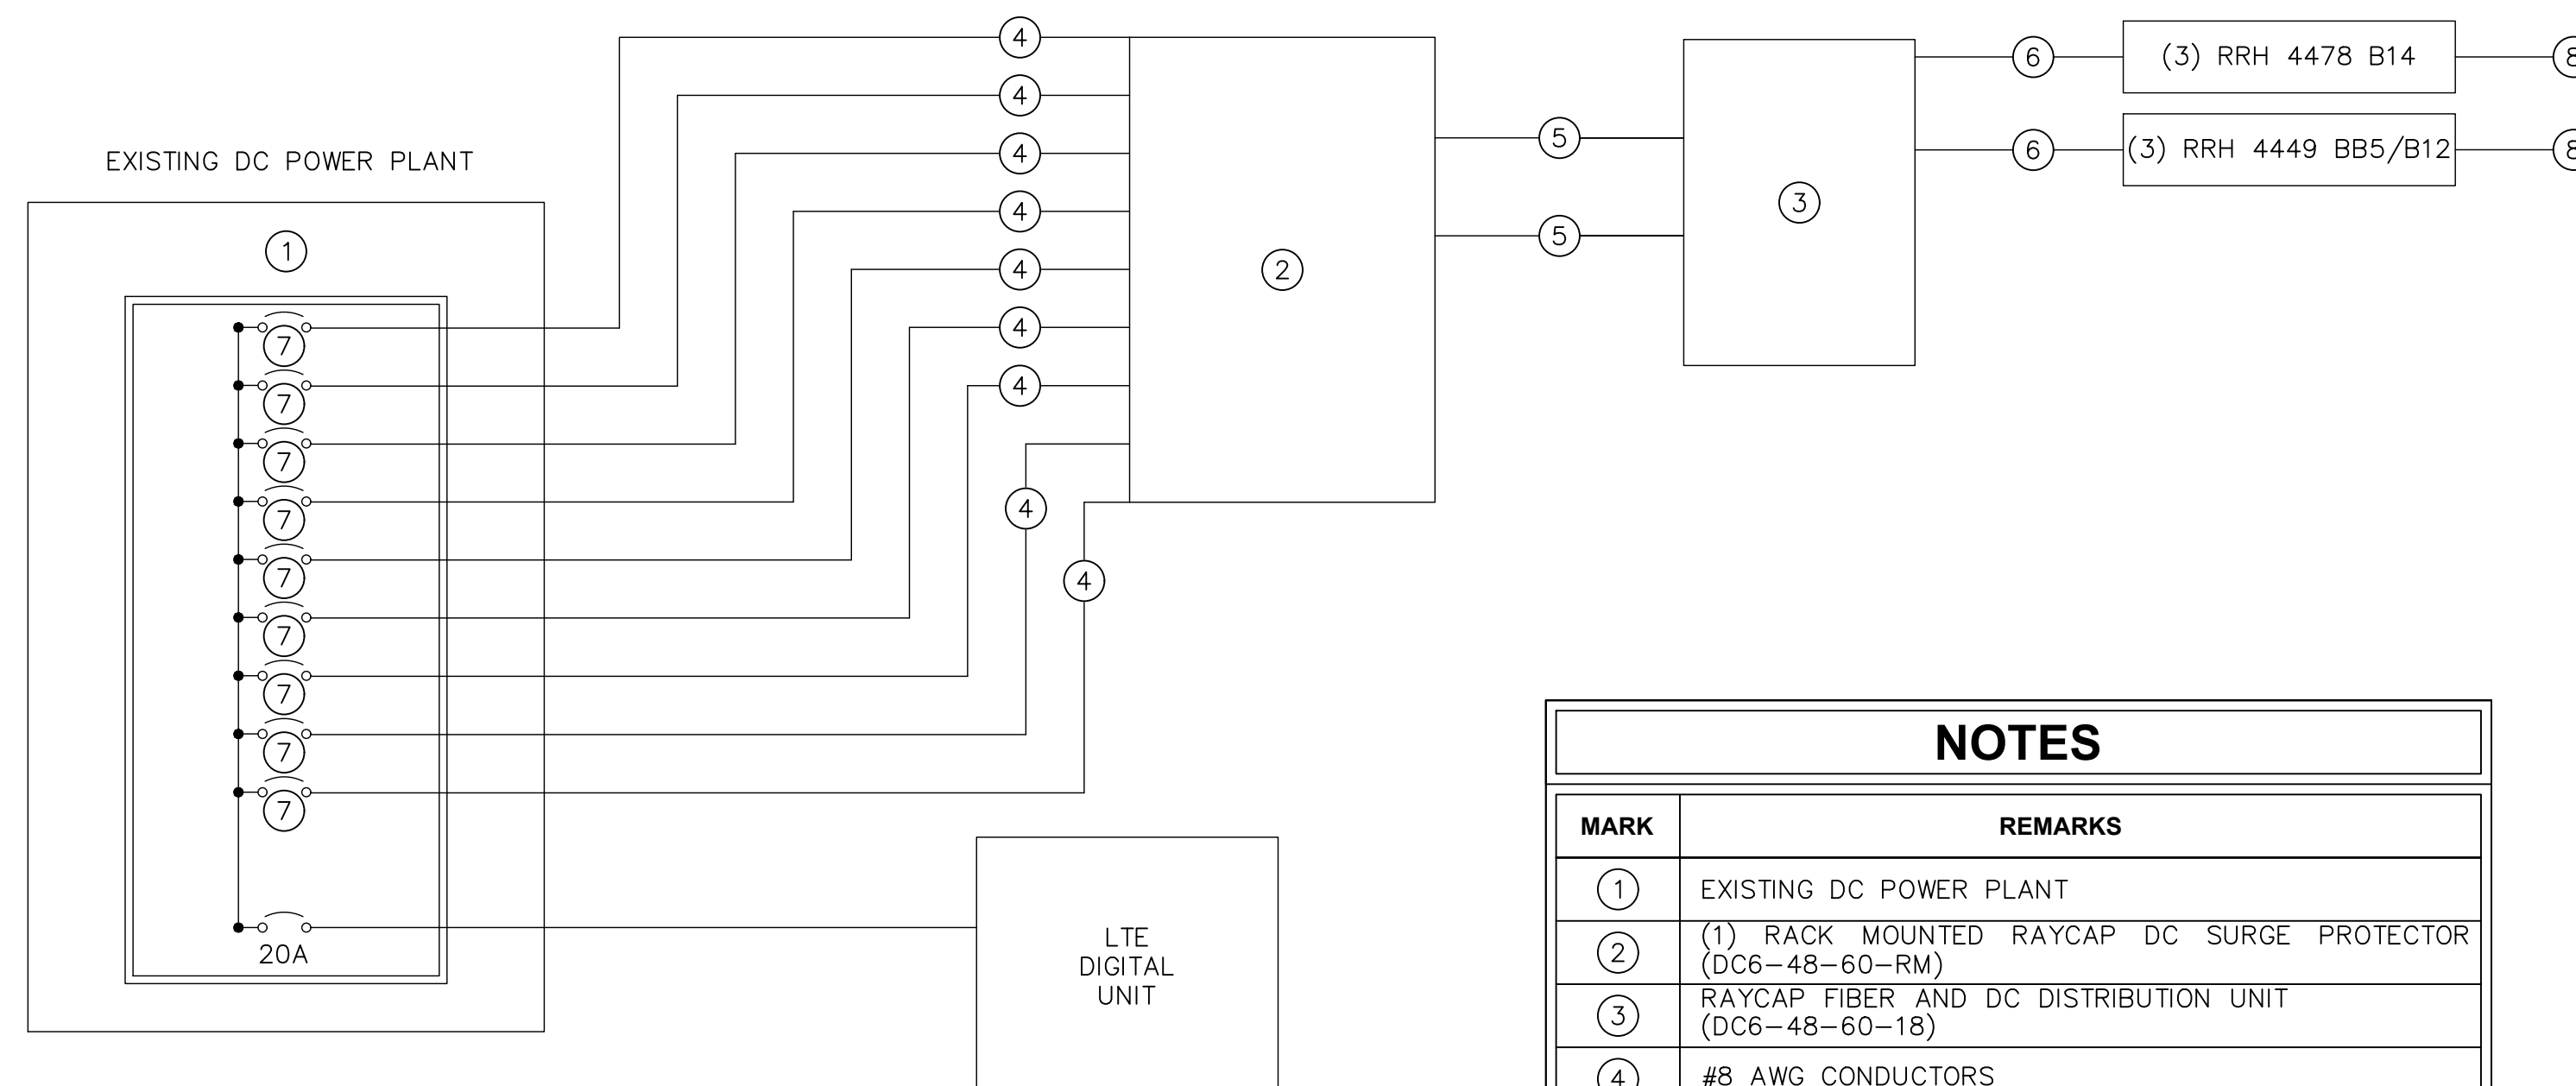 4
6
(3) RRH 4478 B14
8
4
5
4
6
(3) RRH 4449 BB5/B12
8
EXISTING DC POWER PLANT
4
3
1
4
5
2
4
7
4
7
7
4
7
7
4
7
7
7
7
NOTES
MARK REMARKS
1 EXISTING DC POWER PLANT
2 (1) RACK MOUNTED RAYCAP DC SURGE PROTECTOR
(DC6-48-60-RM)
3 RAYCAP FIBER AND DC DISTRIBUTION UNIT
(DC6-48-60-18)
4 #8 AWG CONDUCTORS
20A
LTE
DIGITAL
UNIT